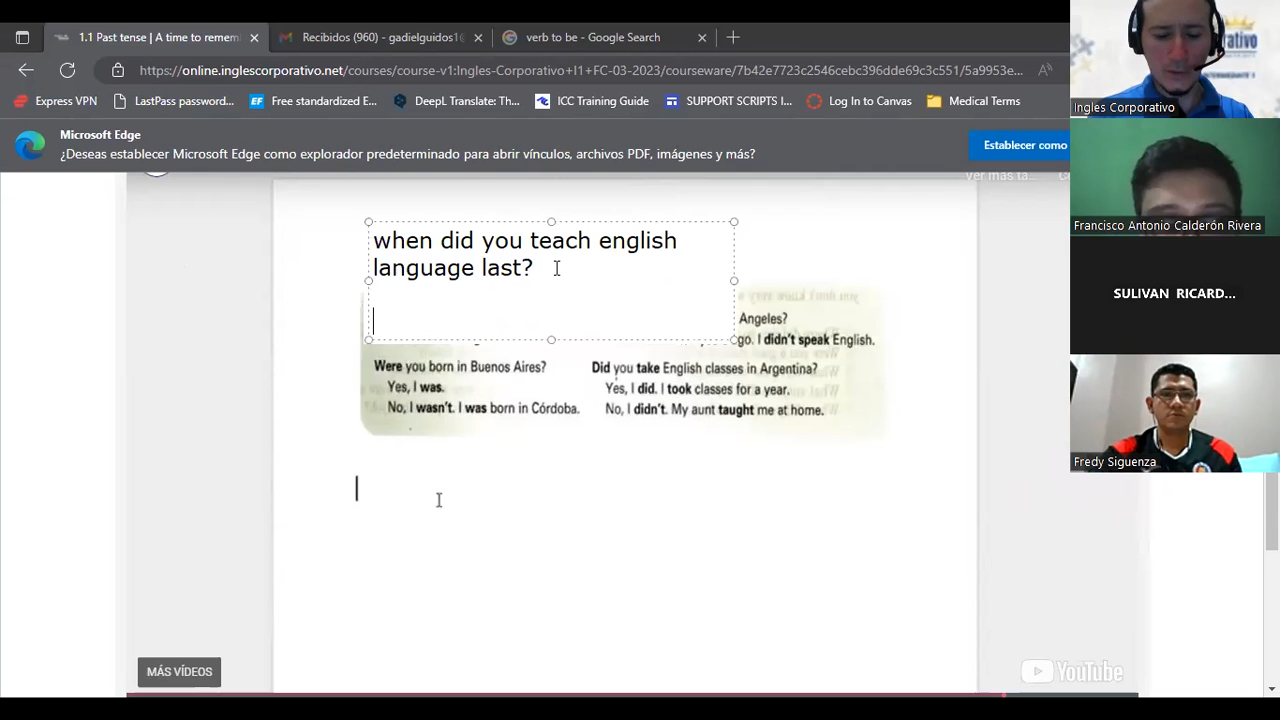 1.1 Past tense | A time to remem
Recibidos (960) - gadielguidos1@
verb to be - Google Search
https://online.inglescorporativo.net/courses/course-v1:Ingles-Corporativo+I1+FC-03-2023/courseware/7b42e7723c2546cebc396dde69c3c551/5a9953e...
Express VPN
LastPass password...
Free standardized E...
DeepL Translate: Th...
ICC Training Guide
SUPPORT SCRIPTS I...
Log In to Canvas
Medical Terms
Microsoft Edge
¿Deseas establecer Microsoft Edge como explorador predeterminado para abrir vínculos, archivos PDF, imágenes y más?
Establecer como
Ver más ta...
when did you teach english
language last?
Angeles?
go. I didn't speak English.
Were you born in Buenos Aires?
Yes, I was.
No, I wasn't. I was born in Córdoba.
Did you take English classes in Argentina?
Yes, I did. I took classes for a year.
No, I didn't. My aunt taught me at home.
MÁS VÍDEOS
YouTube
Ingles Corporativo
Francisco Antonio Calderón Rivera
SULIVAN RICARD...
Fredy Siguenza